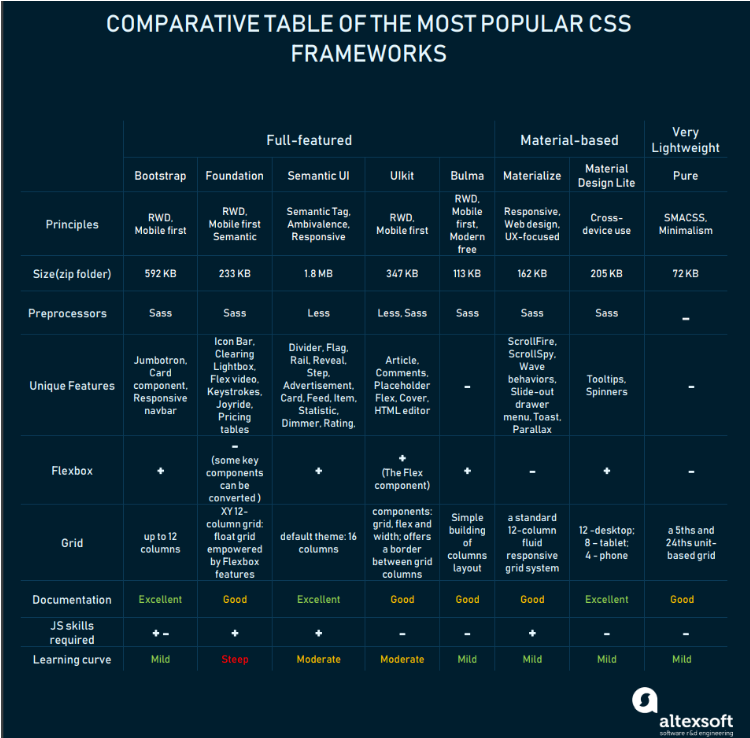 COMPARATIVE TABLE OF THE MOST POPULAR CSS
FRAMEWORKS
Full-featured
Material-based
Very
Lightweight
Bootstrap
Foundation
Semantic UI
UIkit
Bulma
Materialize
Material
Design Lite
Pure
Principles
RWD,
Mobile first
RWD,
Mobile first
Semantic
Semantic Tag,
Ambivalence,
Responsive
RWD,
Mobile first
RWD,
Mobile
first,
Modern
free
Responsive,
Web design,
UX-focused
Cross-
device use
SMACSS,
Minimalism
Size(zip folder)
592 KB
233 KB
1.8 MB
347 KB
113 KB
162 KB
205 KB
72 KB
Preprocessors
Sass
Sass
Less
Less, Sass
Sass
Sass
Sass
–
Unique Features
Jumbotron,
Card
component,
Responsive
navbar
Icon Bar,
Clearing
Lightbox,
Flex video,
Keystrokes,
Joyride,
Pricing
tables
Divider, Flag,
Rail, Reveal,
Step,
Advertisement,
Card, Feed, Item,
Statistic,
Dimmer, Rating,
Article,
Comments,
Placeholder
Flex, Cover,
HTML editor
–
ScrollFire,
ScrollSpy,
Wave
behaviors,
Slide-out
drawer
menu, Toast,
Parallax
Tooltips,
Spinners
–
Flexbox
+
–
(some key
components
can be
converted )
+
+
(The Flex
component)
+
–
+
–
Grid
up to 12
columns
XY 12-
column grid:
float grid
empowered
by Flexbox
features
default theme: 16
columns
components:
grid, flex and
width; offers
a border
between grid
columns
Simple
building
of
columns
layout
a standard
12-column
fluid
responsive
grid system
12 -desktop;
8 – tablet;
4 - phone
a 5ths and
24ths unit-
based grid
Documentation
Excellent
Good
Excellent
Good
Good
Good
Excellent
Good
JS skills
required
+ –
+
+
–
–
+
–
–
Learning curve
Mild
Steep
Moderate
Moderate
Mild
Mild
Mild
Mild
altexsoft
software r&d engineering